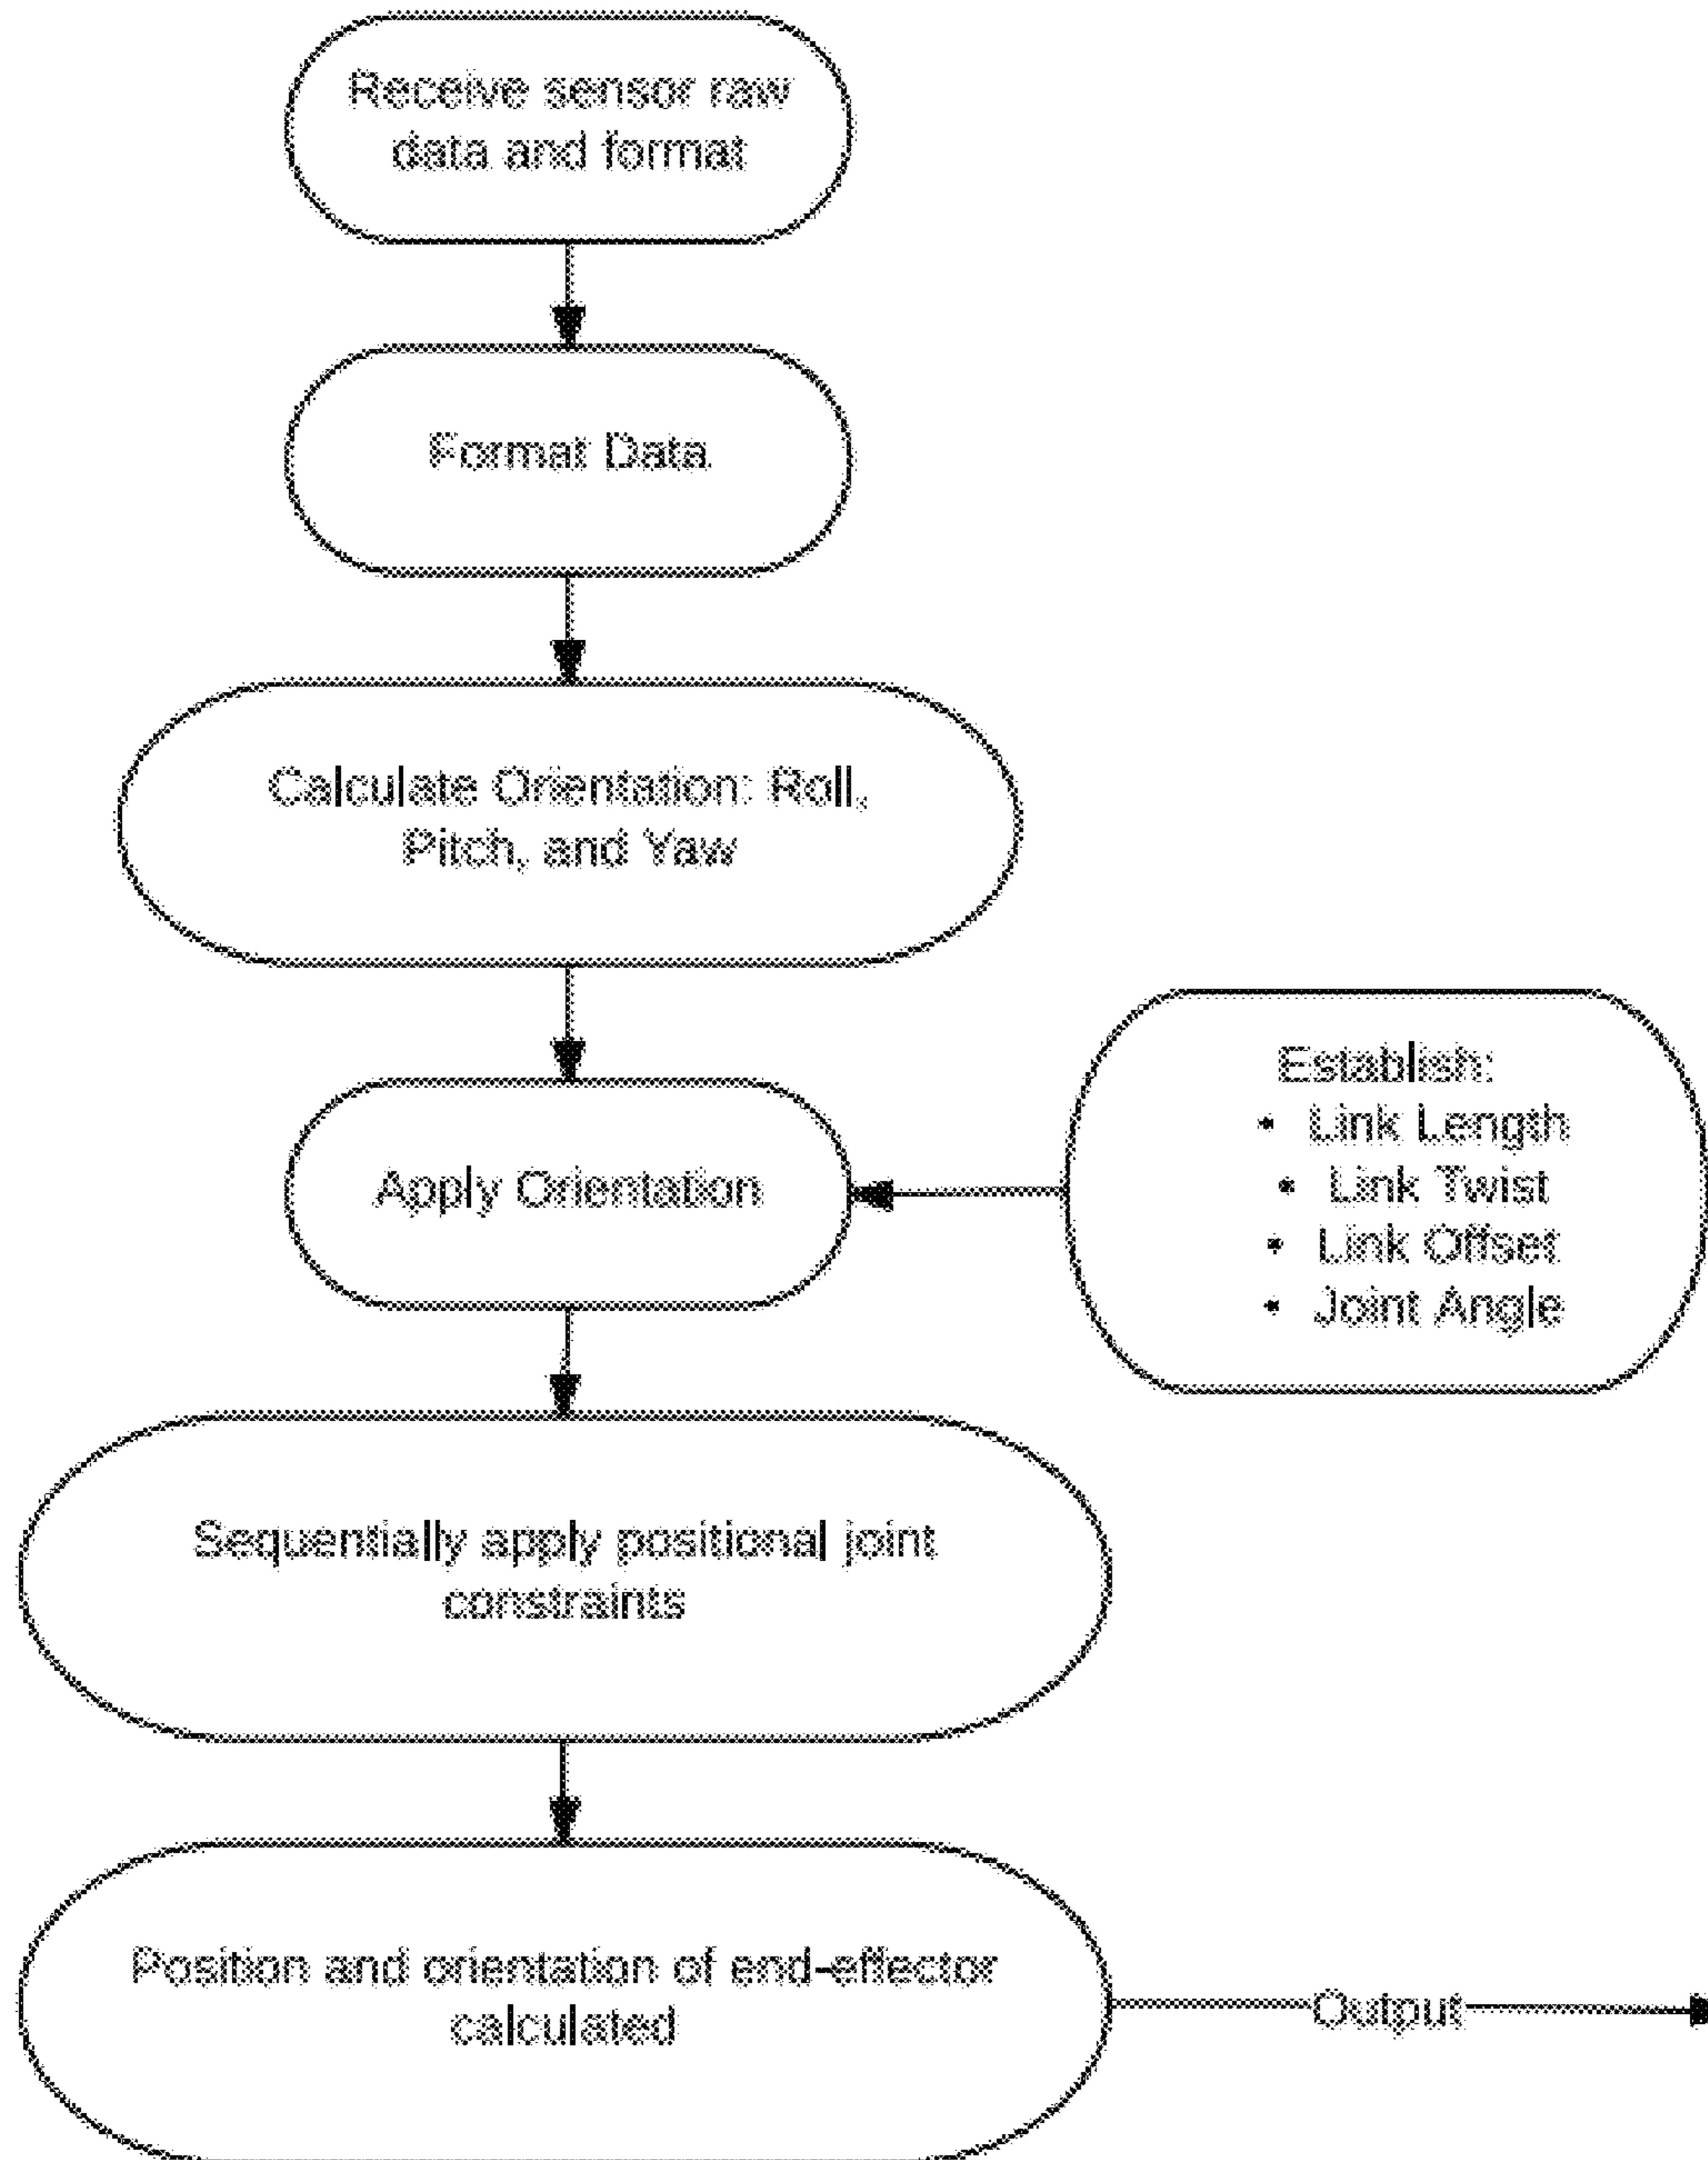 Receive sensor raw
data and format
Format Data
Calculate Orientation: Roll,
Pitch, and Yaw
Establish:
• Link Length
• Link Twist
• Link Offset
• Joint Angle
Apply Orientation
Sequentially apply positional joint
constraints
Position and orientation of end-effector
calculated
Output